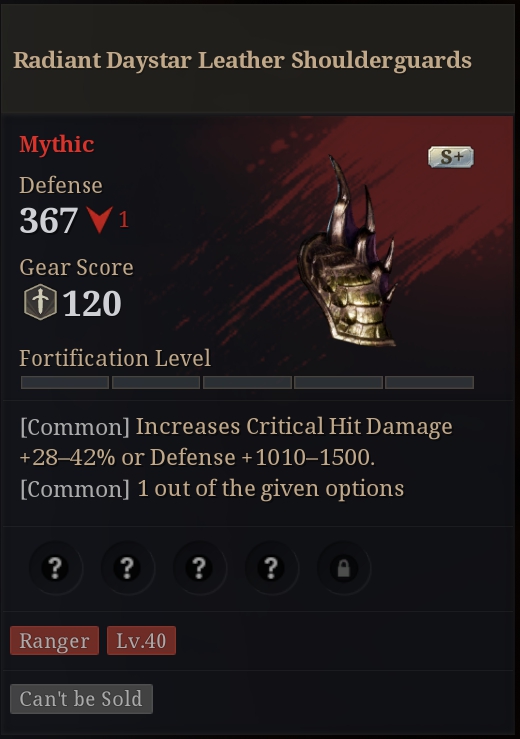 Radiant Daystar Leather Shoulderguards
Mythic
S+
Defense
367 1
Gear Score
120
Fortification Level
[Common] Increases Critical Hit Damage
+28–42% or Defense +1010–1500.
[Common] 1 out of the given options
? ? ? ?
Ranger Lv.40
Can't be Sold